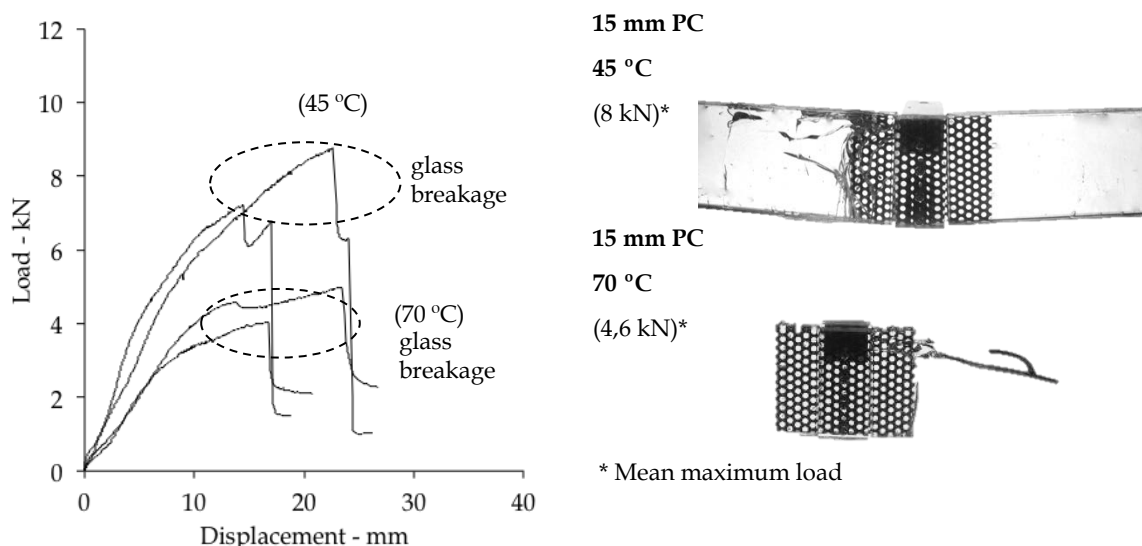 12
10
8
6
4
2
0
0
10
20
30
40
Load - kN
Displacement - mm
(45 ºC)
glass
breakage
(70 ºC)
glass
breakage
15 mm PC
45 ºC
(8 kN)*
15 mm PC
70 ºC
(4,6 kN)*
* Mean maximum load